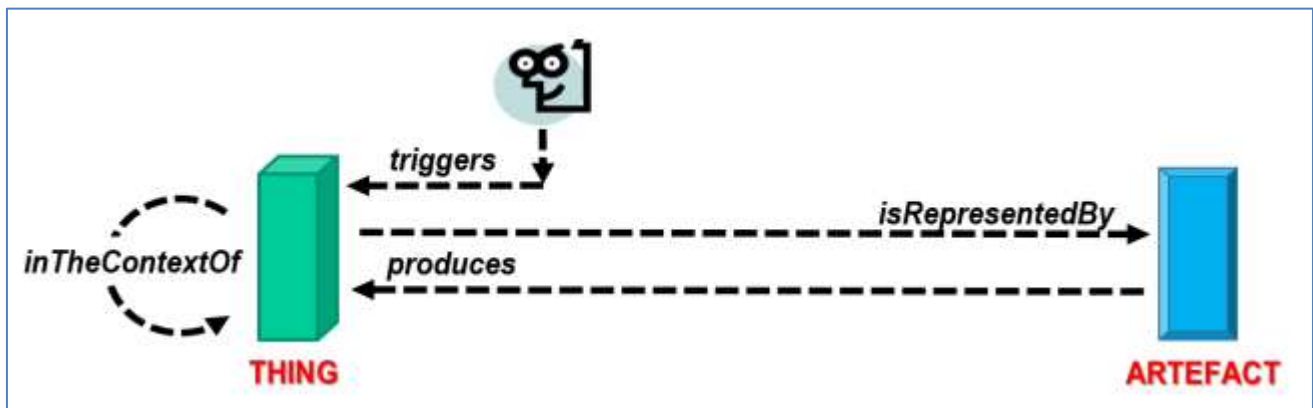 triggers
isRepresentedBy
inTheContextOf
produces
THING
ARTEFACT